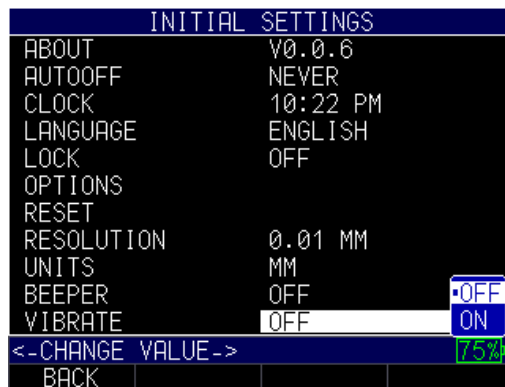 INITIAL SETTINGS
ABOUT V0.0.6
AUTOOFF NEVER
CLOCK 10:22 PM
LANGUAGE ENGLISH
LOCK OFF
OPTIONS
RESET
RESOLUTION 0.01 MM
UNITS MM
BEEPER OFF ▪OFF
VIBRATE OFF ON
<-CHANGE VALUE-> 75%
BACK